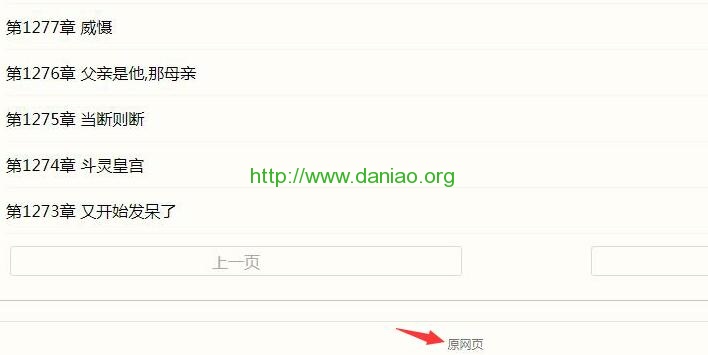 第1277章 威慑
第1276章 父亲是他,那母亲
第1275章 当断则断
第1274章 斗灵皇宫
http://www.daniao.org
第1273章 又开始发呆了
上一页
原网页